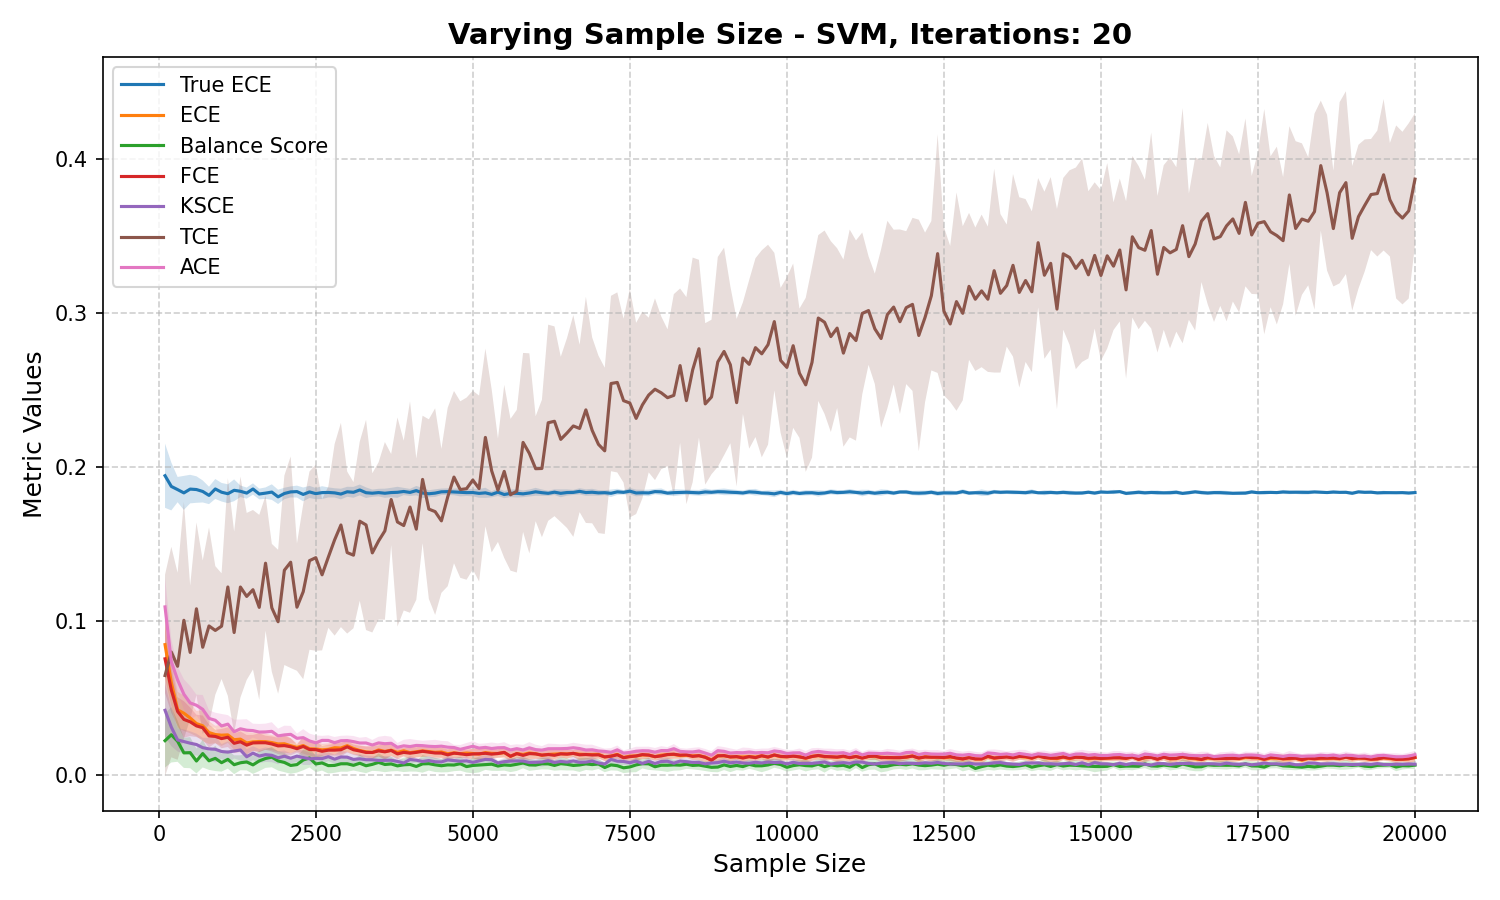 Varying Sample Size - SVM, Iterations: 20
True ECE
ECE
Balance Score
FCE
KSCE
TCE
ACE
Metric Values
0.4
0.3
0.2
0.1
0.0
0 2500 5000 7500 10000 12500 15000 17500 20000
Sample Size